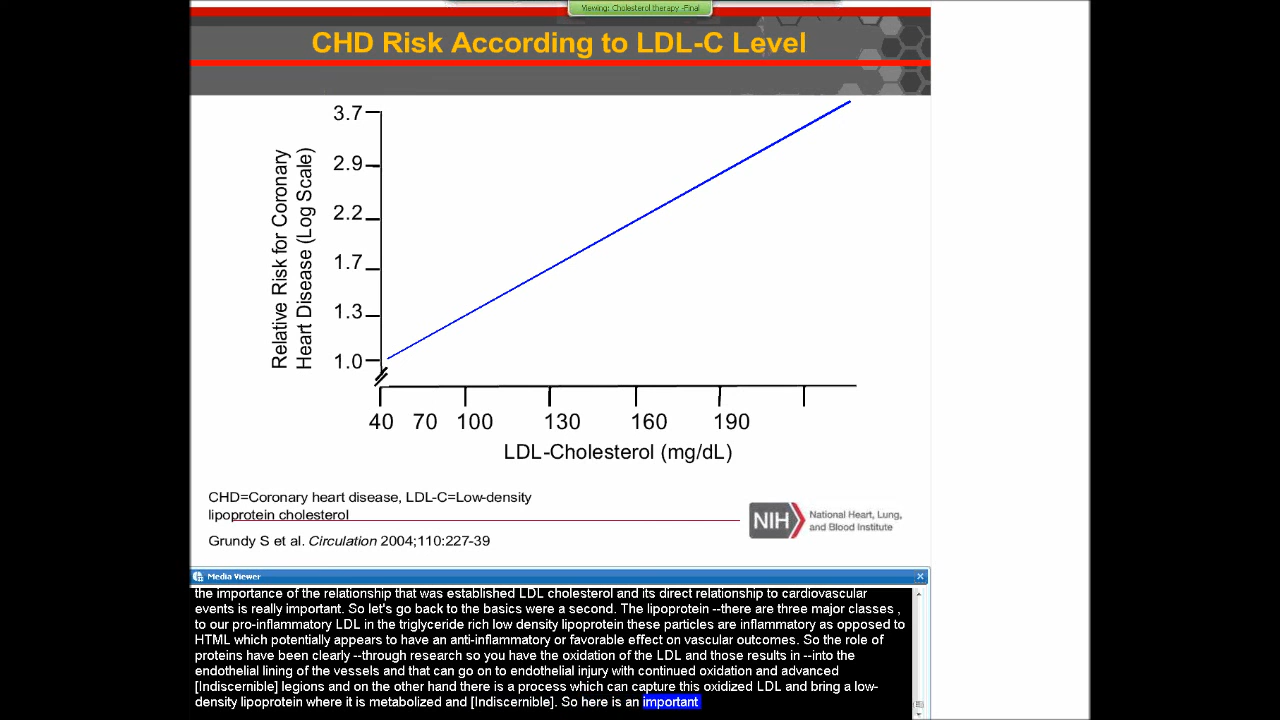 Viewing: Cholesterol therapy -Final
CHD Risk According to LDL-C Level
Relative Risk for Coronary
Heart Disease (Log Scale)
3.7
2.9
2.2
1.7
1.3
1.0
40 70 100 130 160 190
LDL-Cholesterol (mg/dL)
CHD=Coronary heart disease, LDL-C=Low-density
lipoprotein cholesterol
Grundy S et al. Circulation 2004;110:227-39
NIH
National Heart, Lung,
and Blood Institute
Media Viewer
the importance of the relationship that was established LDL cholesterol and its direct relationship to cardiovascular
events is really important. So let's go back to the basics were a second. The lipoprotein --there are three major classes ,
to our pro-inflammatory LDL in the triglyceride rich low density lipoprotein these particles are inflammatory as opposed to
HTML which potentially appears to have an anti-inflammatory or favorable effect on vascular outcomes. So the role of
proteins have been clearly --through research so you have the oxidation of the LDL and those results in --into the
endothelial lining of the vessels and that can go on to endothelial injury with continued oxidation and advanced
[Indiscernible] legions and on the other hand there is a process which can capture this oxidized LDL and bring a low-
density lipoprotein where it is metabolized and [Indiscernible]. So here is an important